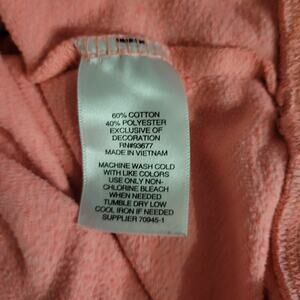 60% COTTON
40% POLYESTER
EXCLUSIVE OF
DECORATION
RN#93677
MADE IN VIETNAM
MACHINE WASH COLD
WITH LIKE COLORS
USE ONLY NON-
CHLORINE BLEACH
WHEN NEEDED
TUMBLE DRY LOW
COOL IRON IF NEEDED
SUPPLIER 70945-1